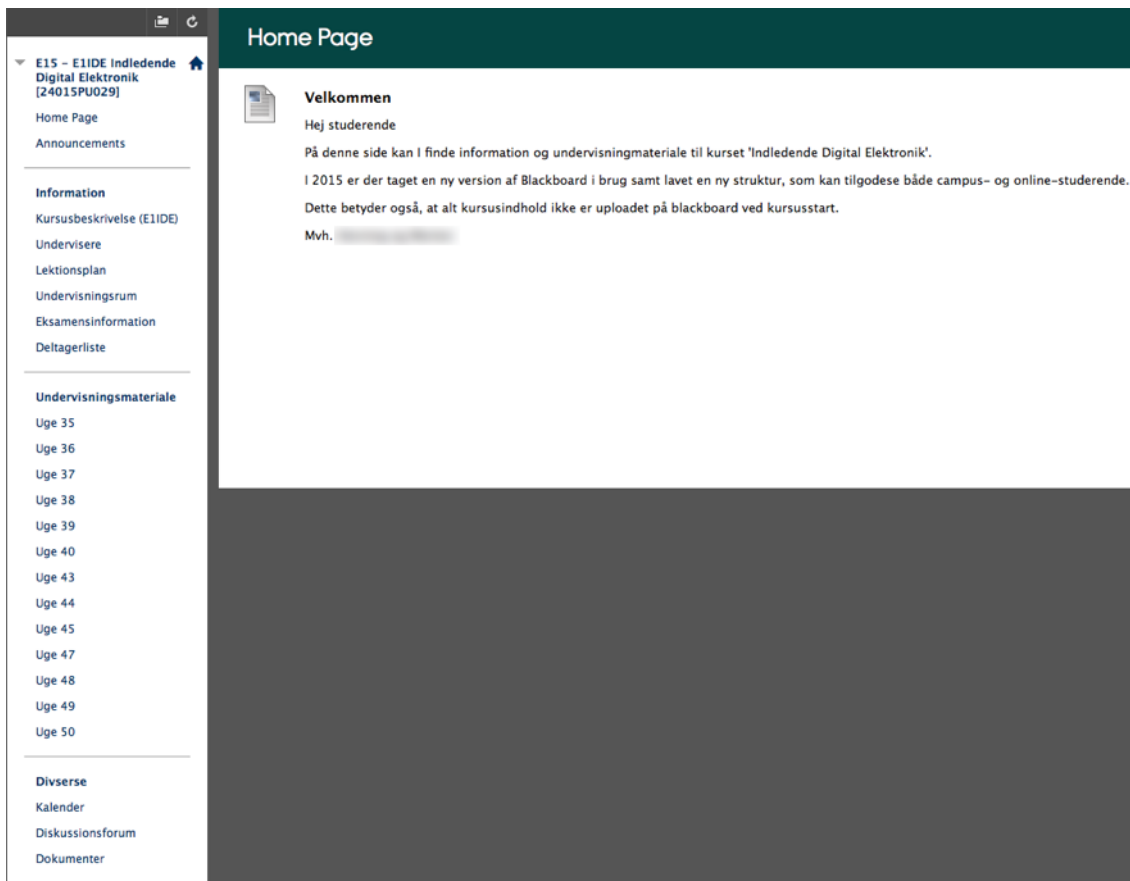 E15 – E1IDE Indledende
Digital Elektronik
[24015PU029]
Home Page
Announcements
Information
Kursusbeskrivelse (E1IDE)
Undervisere
Lektionsplan
Undervisningsrum
Eksamensinformation
Deltagerliste
Undervisningsmateriale
Uge 35
Uge 36
Uge 37
Uge 38
Uge 39
Uge 40
Uge 43
Uge 44
Uge 45
Uge 47
Uge 48
Uge 49
Uge 50
Divserse
Kalender
Diskussionsforum
Dokumenter
Home Page
Velkommen
Hej studerende
På denne side kan I finde information og undervisningmateriale til kurset 'Indledende Digital Elektronik'.
I 2015 er der taget en ny version af Blackboard i brug samt lavet en ny struktur, som kan tilgodese både campus– og online–studerende.
Dette betyder også, at alt kursusindhold ikke er uploadet på blackboard ved kursusstart.
Mvh.